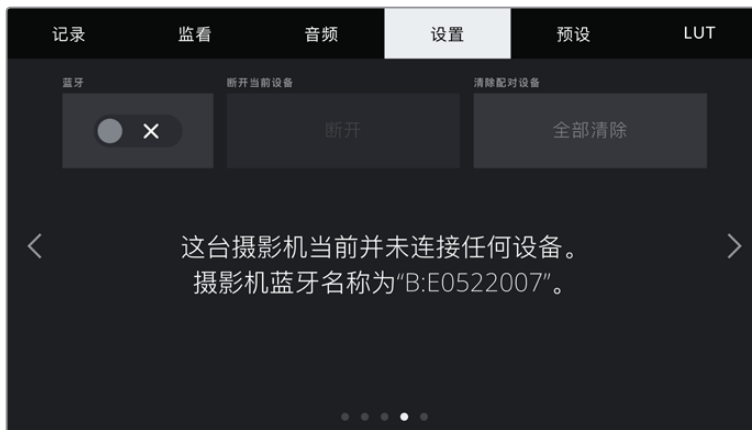 记录 监看 音频 设置 预设 LUT
蓝牙 断开当前设备 清除配对设备
断开 全部清除
这台摄影机当前并未连接任何设备。
摄影机蓝牙名称为“B:E0522007”。